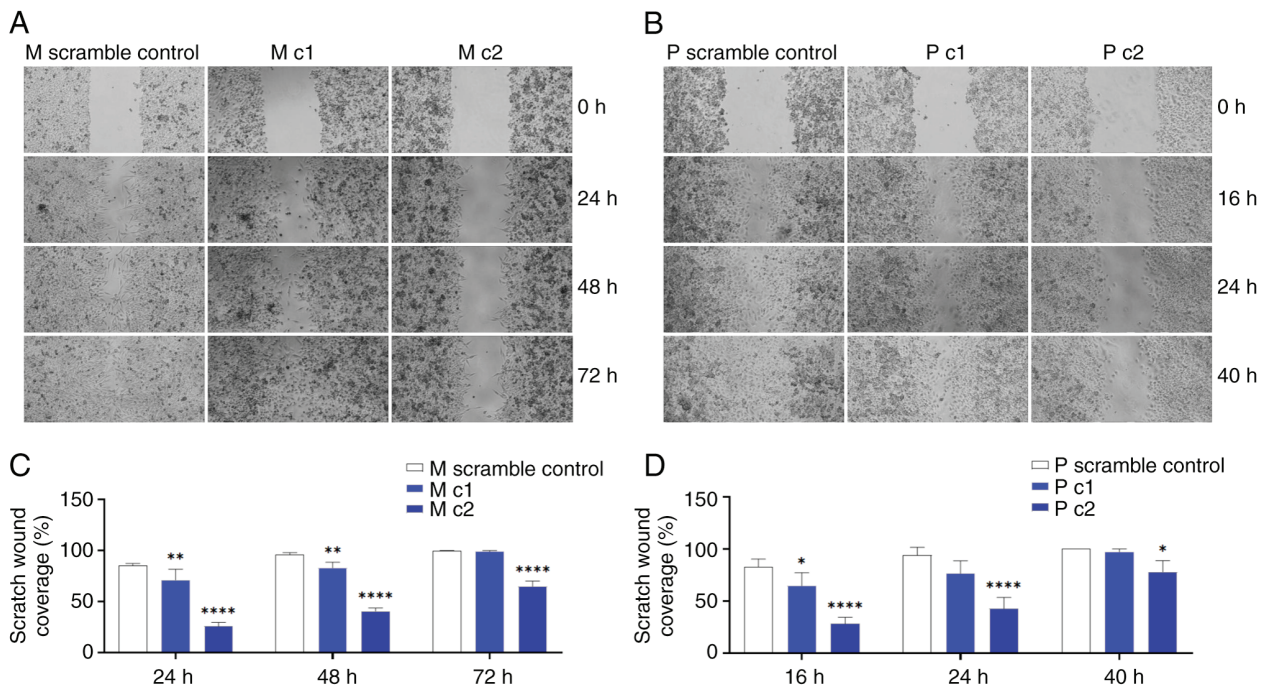 A
M scramble control M c1 M c2
0 h
24 h
48 h
72 h
B
P scramble control P c1 P c2
0 h
16 h
24 h
40 h
C
M scramble control
M c1
M c2
Scratch wound
coverage (%)
150
100
50
0
** ****
** ****
****
24 h 48 h 72 h
D
P scramble control
P c1
P c2
Scratch wound
coverage (%)
150
100
50
0
* ****
****
*
16 h 24 h 40 h